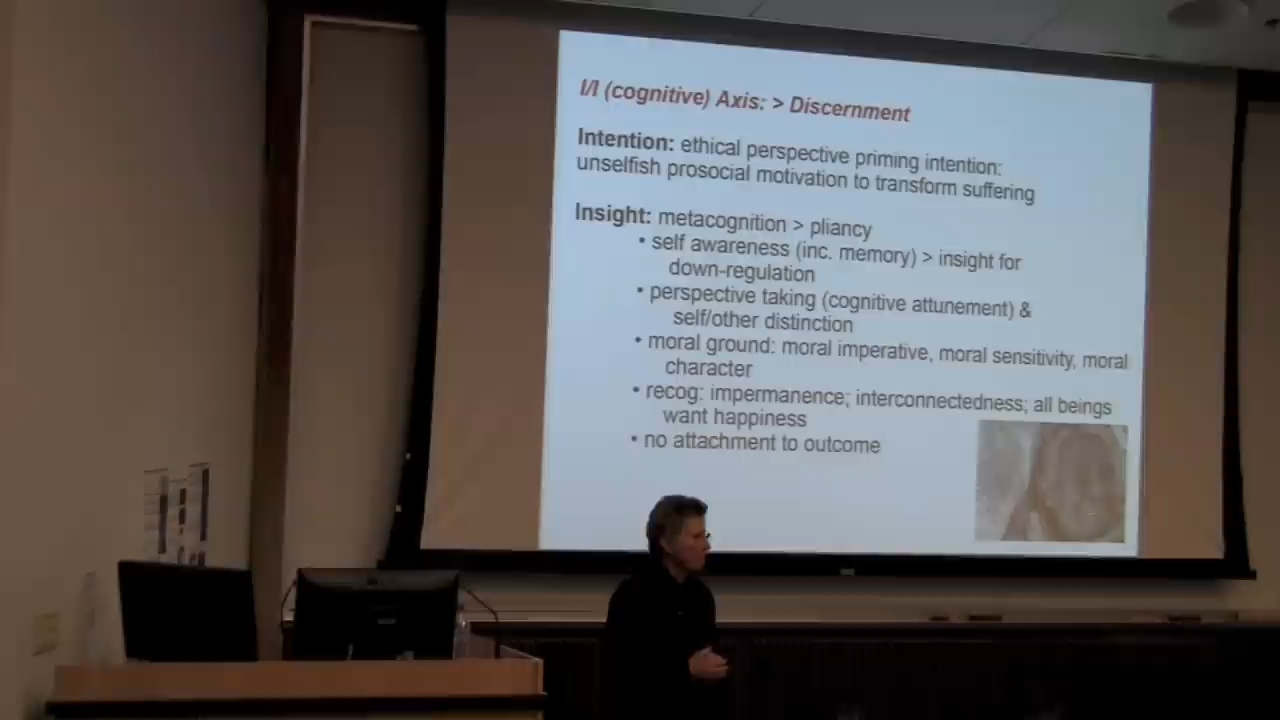 I/I (cognitive) Axis: > Discernment
Intention: ethical perspective priming intention:
unselfish prosocial motivation to transform suffering
Insight: metacognition > pliancy
• self awareness (inc. memory) > insight for
down-regulation
• perspective taking (cognitive attunement) &
self/other distinction
• moral ground: moral imperative, moral sensitivity, moral
character
• recog: impermanence; interconnectedness; all beings
want happiness
• no attachment to outcome